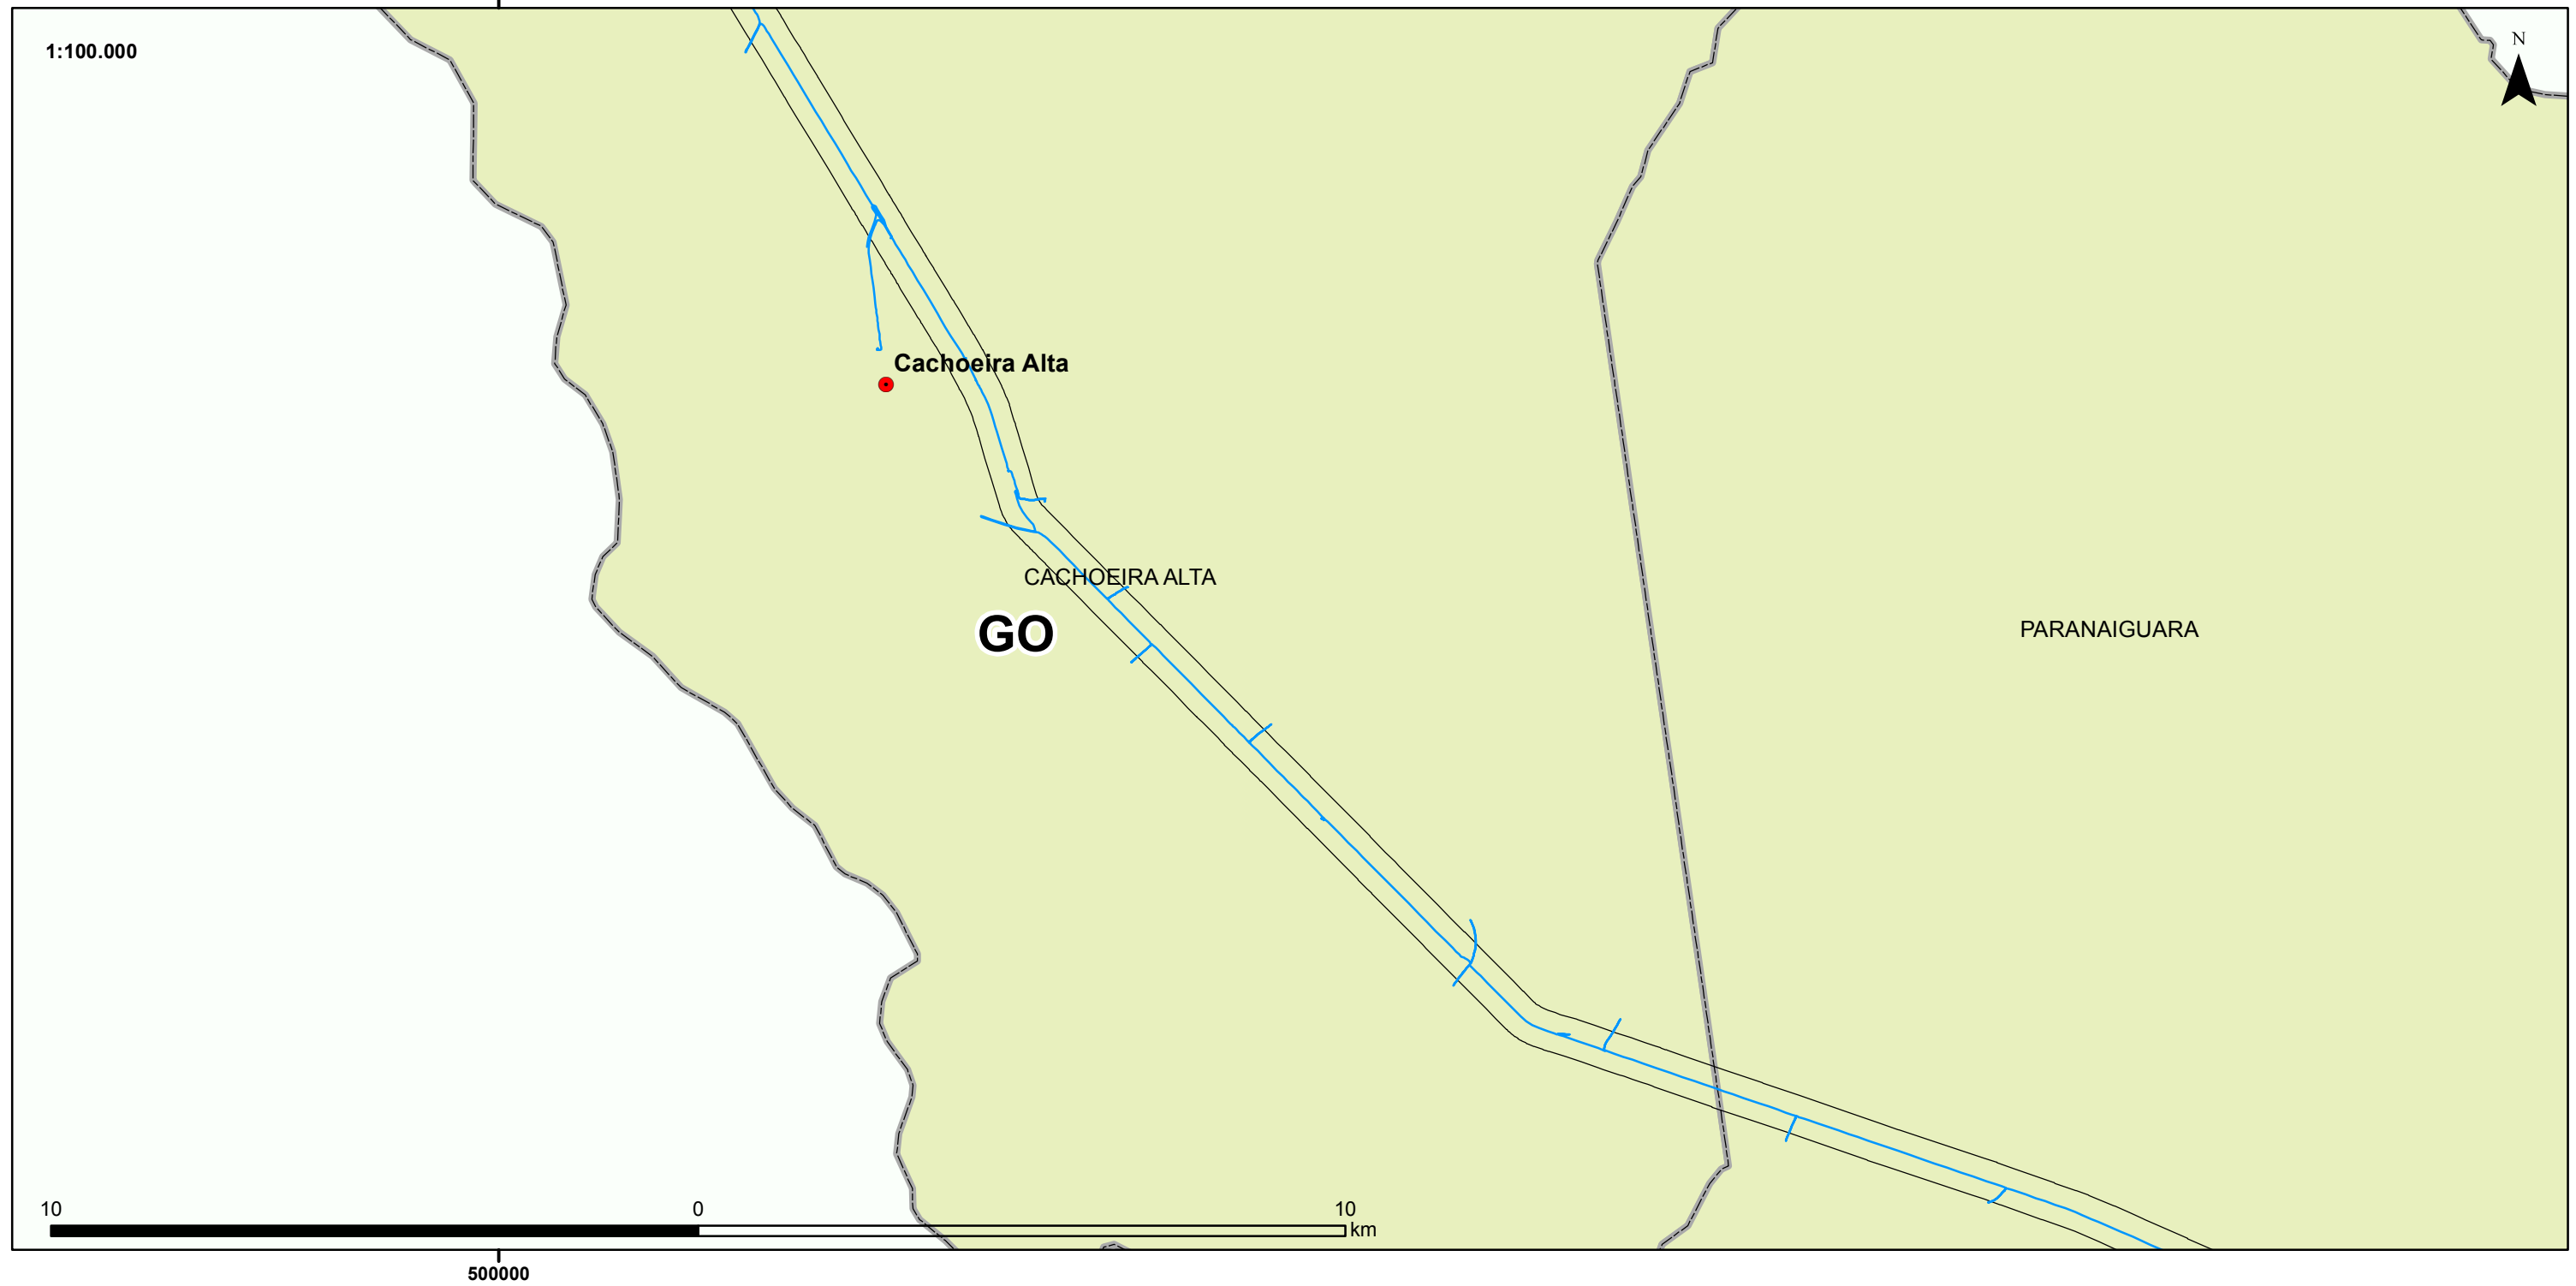 1:100.000
N
Cachoeira Alta
CACHOEIRA ALTA
GO
PARANAIGUARA
10 0 10
km
500000